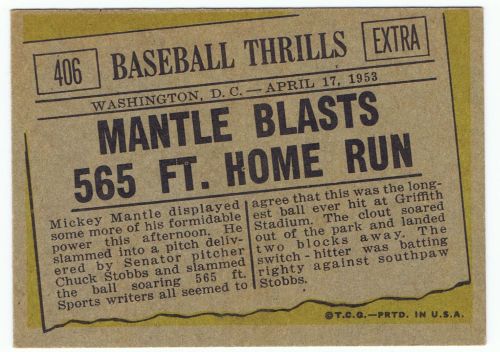 406 BASEBALL THRILLS EXTRA
WASHINGTON, D. C.—APRIL 17, 1953
MANTLE BLASTS
565 FT. HOME RUN
Mickey Mantle displayed
some more of his formidable
power this afternoon. He
slammed into a pitch deliv-
ered by Senator pitcher
Chuck Stobbs and slammed
the ball soaring 565 ft.
Sports writers all seemed to
agree that this was the long-
est ball ever hit at Griffith
Stadium. The clout soared
out of the park and landed
two blocks away. The
switch - hitter was batting
righty against southpaw
Stobbs.
©T.C.G.—PRTD. IN U.S.A.